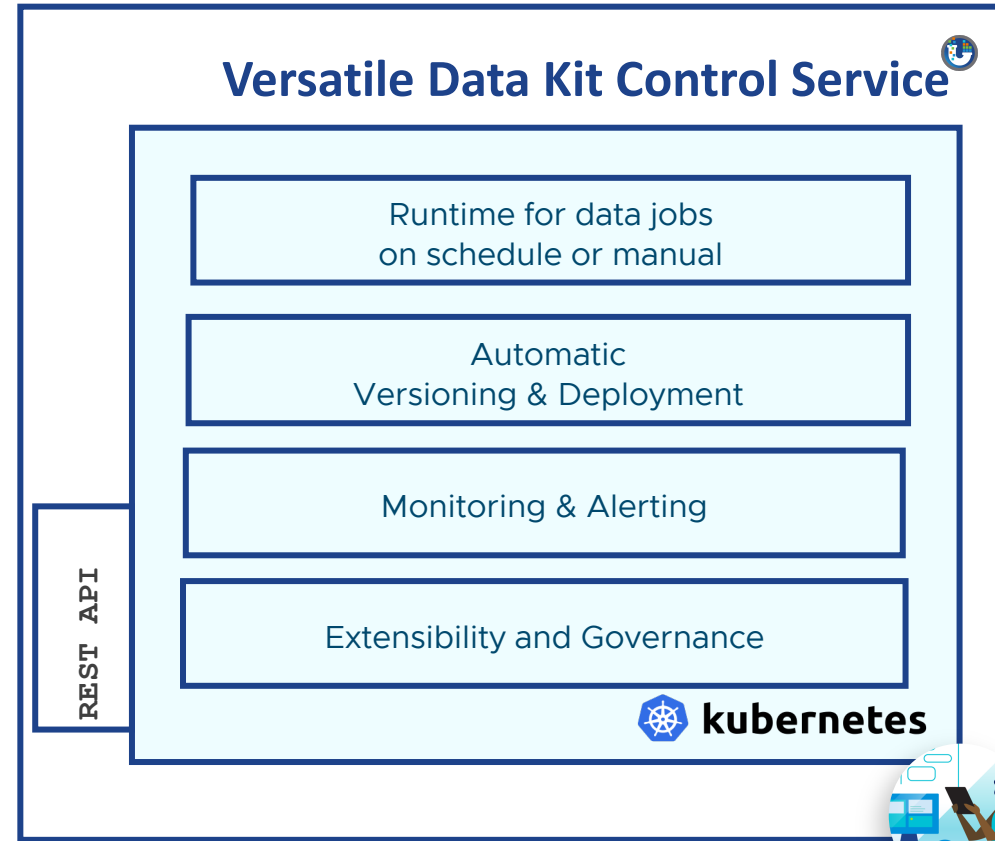 Versatile Data Kit Control Service
Runtime for data jobs
on schedule or manual
Automatic
Versioning & Deployment
Monitoring & Alerting
REST API
Extensibility and Governance
kubernetes